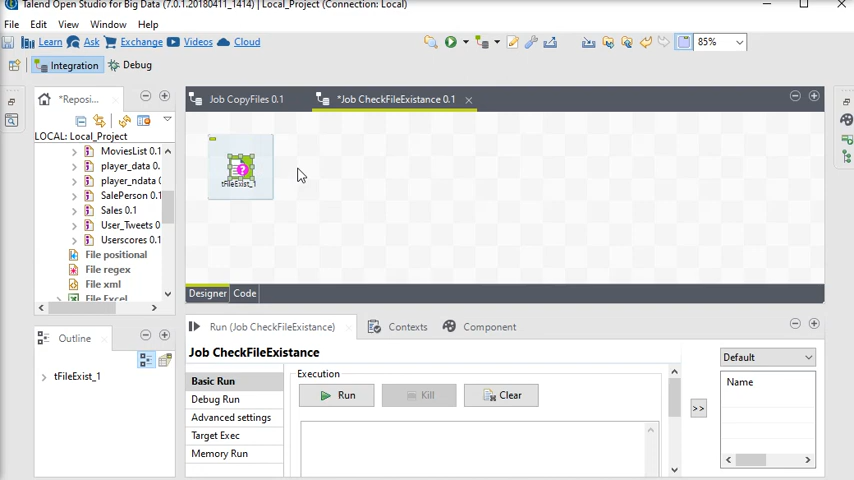 Talend Open Studio for Big Data (7.0.1.20180411_1414) | Local_Project (Connection: Local)
File Edit View Window Help
Learn Ask Exchange Videos Cloud
85%
Integration Debug
*Reposi...
Job CopyFiles 0.1
*Job CheckFileExistance 0.1
LOCAL: Local_Project
MoviesList 0.1
player_data 0.1
player_ndata 0.1
SalePerson 0.1
Sales 0.1
User_Tweets 0
Userscores 0.1
File positional
File regex
File xml
File Excel
tFileExist_1
Designer Code
Outline
tFileExist_1
Run (Job CheckFileExistance)
Contexts
Component
Job CheckFileExistance
Basic Run
Debug Run
Advanced settings
Target Exec
Memory Run
Execution
Run
Kill
Clear
>>
Default
Name